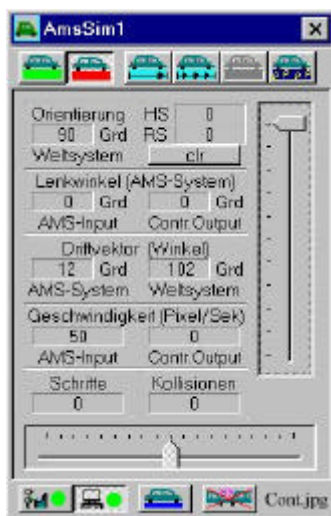 AmsSim1
Orientierung HS 0
90 Grd RS 0
Weltsystem clr
Lenkwinkel (AMS-System)
0 Grd 0 Grd
AMS-Input Contr.Output
Driftvektor (Winkel)
12 Grd 102 Grd
AMS-System Weltsystem
Geschwindigkeit (Pixel/Sek)
50 0
AMS-Input Contr.Output
Schritte Kollisionen
0 0
Cont.jpg